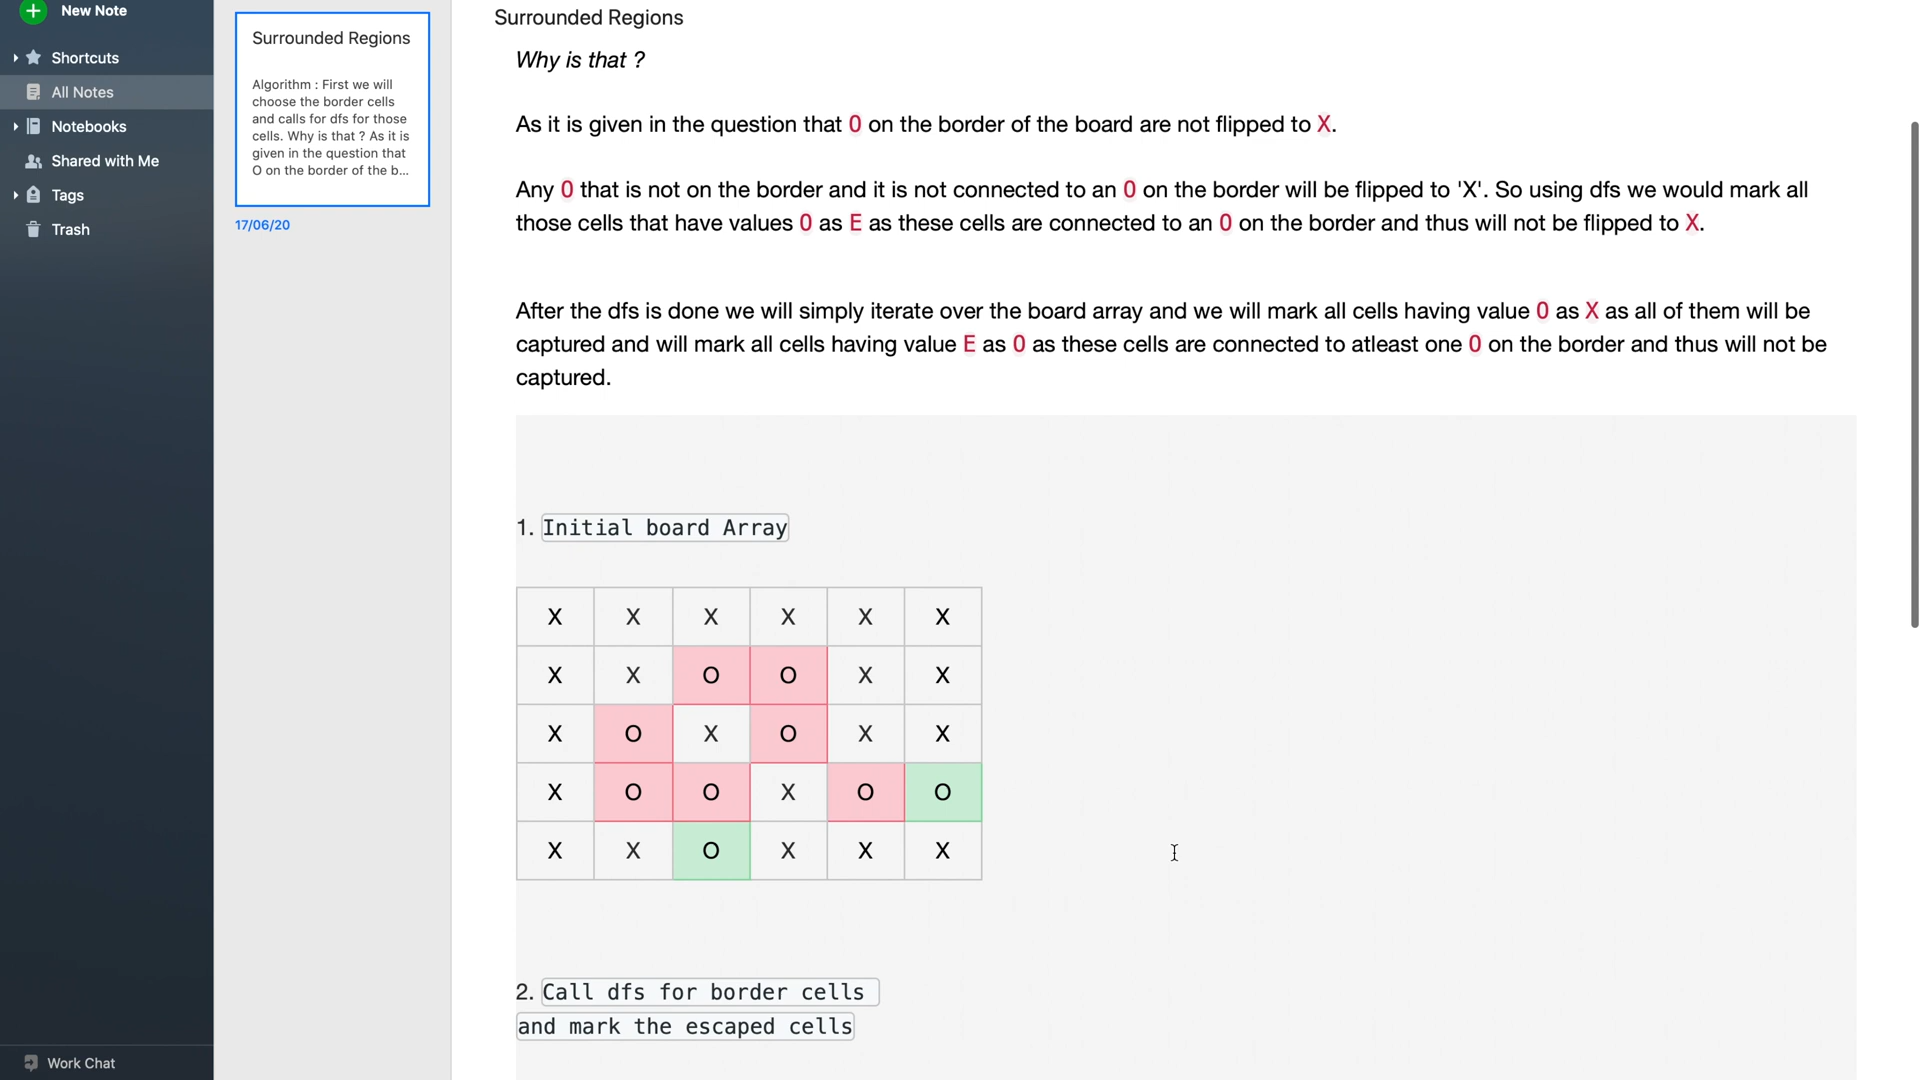 New Note
Shortcuts
All Notes
Notebooks
Shared with Me
Tags
Trash
Work Chat
Surrounded Regions
Algorithm : First we will
choose the border cells
and calls for dfs for those
cells. Why is that ? As it is
given in the question that
O on the border of the b...
17/06/20
Surrounded Regions
Why is that ?
As it is given in the question that O on the border of the board are not flipped to X.
Any O that is not on the border and it is not connected to an O on the border will be flipped to 'X'. So using dfs we would mark all
those cells that have values O as E as these cells are connected to an O on the border and thus will not be flipped to X.
After the dfs is done we will simply iterate over the board array and we will mark all cells having value O as X as all of them will be
captured and will mark all cells having value E as O as these cells are connected to atleast one O on the border and thus will not be
captured.
1. Initial board Array
X X X X X X
X X O O X X
X O X O X X
X O O X O O
X X O X X X
2. Call dfs for border cells
and mark the escaped cells